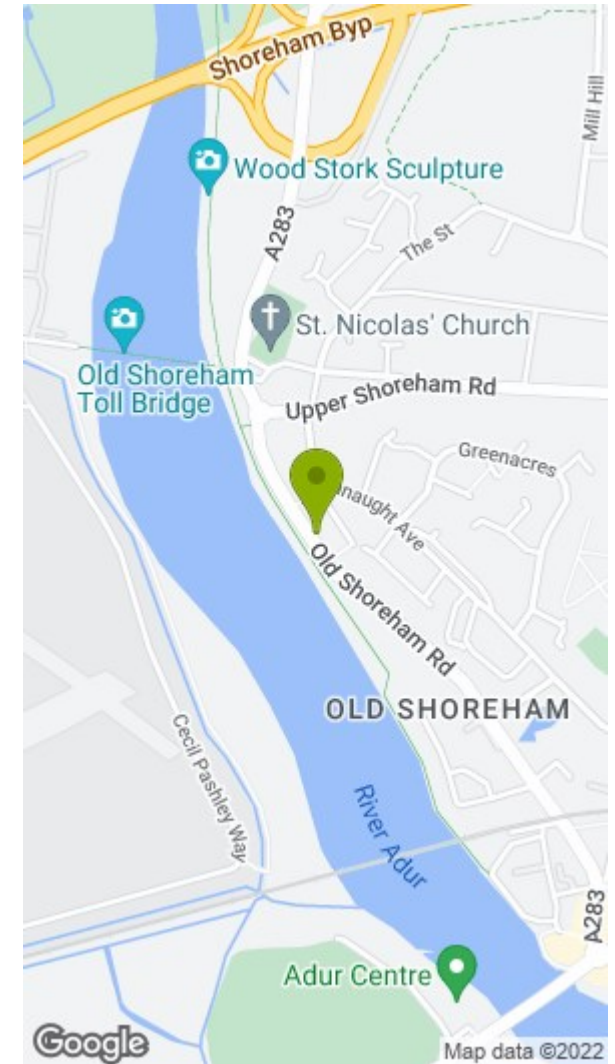 Shoreham Byp
Mill Hill
Wood Stork Sculpture
A283
The St
St. Nicolas' Church
Old Shoreham
Toll Bridge
Upper Shoreham Rd
Greenacres
naught Ave
Old Shoreham Rd
OLD SHOREHAM
Cecil Pashley Way
River Adur
A283
Adur Centre
Google
Map data ©2022